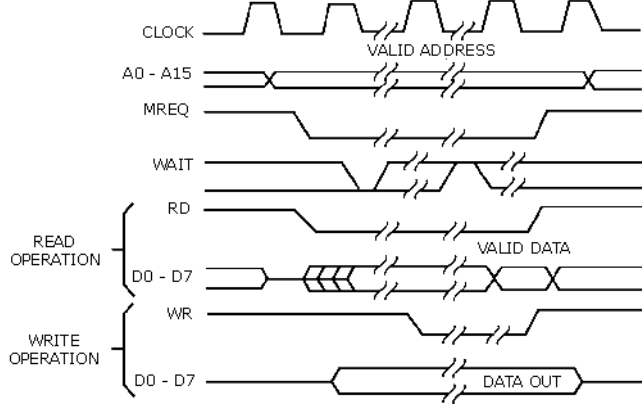 CLOCK
VALID ADDRESS
A0 - A15
MREQ
WAIT
RD
READ
OPERATION
VALID DATA
D0 - D7
WR
WRITE
OPERATION
D0 - D7
DATA OUT